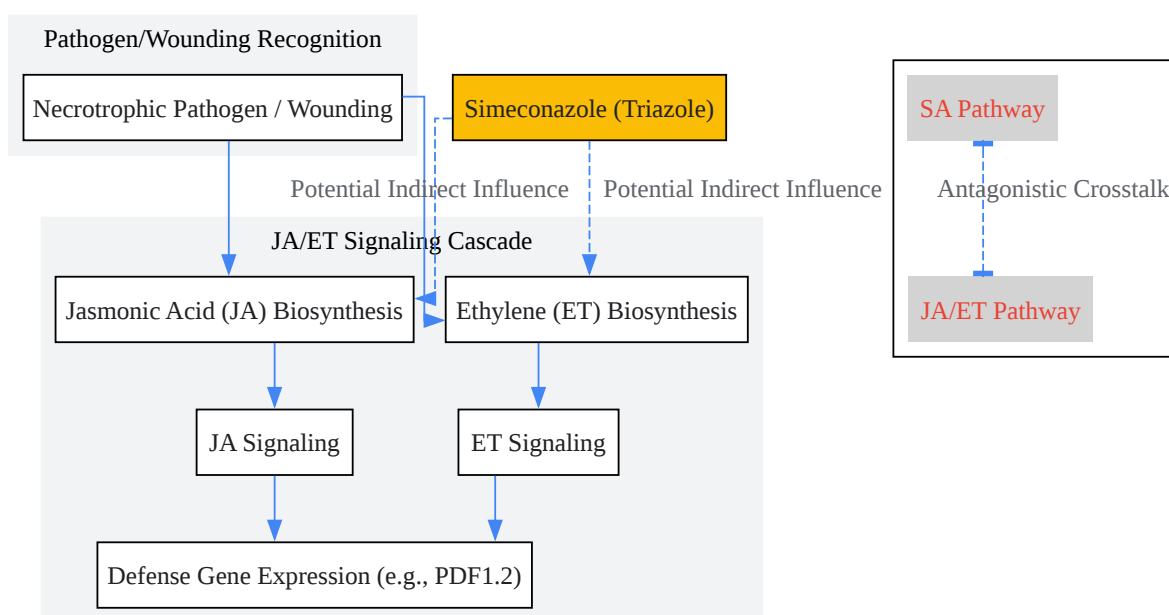 Pathogen/Wounding Recognition
Necrotrophic Pathogen / Wounding
Simeconazole (Triazole)
SA Pathway
Potential Indirect Influence
Potential Indirect Influence
Antagonistic Crosstalk
JA/ET Signaling Cascade
Jasmonic Acid (JA) Biosynthesis
Ethylene (ET) Biosynthesis
JA/ET Pathway
JA Signaling
ET Signaling
Defense Gene Expression (e.g., PDF1.2)